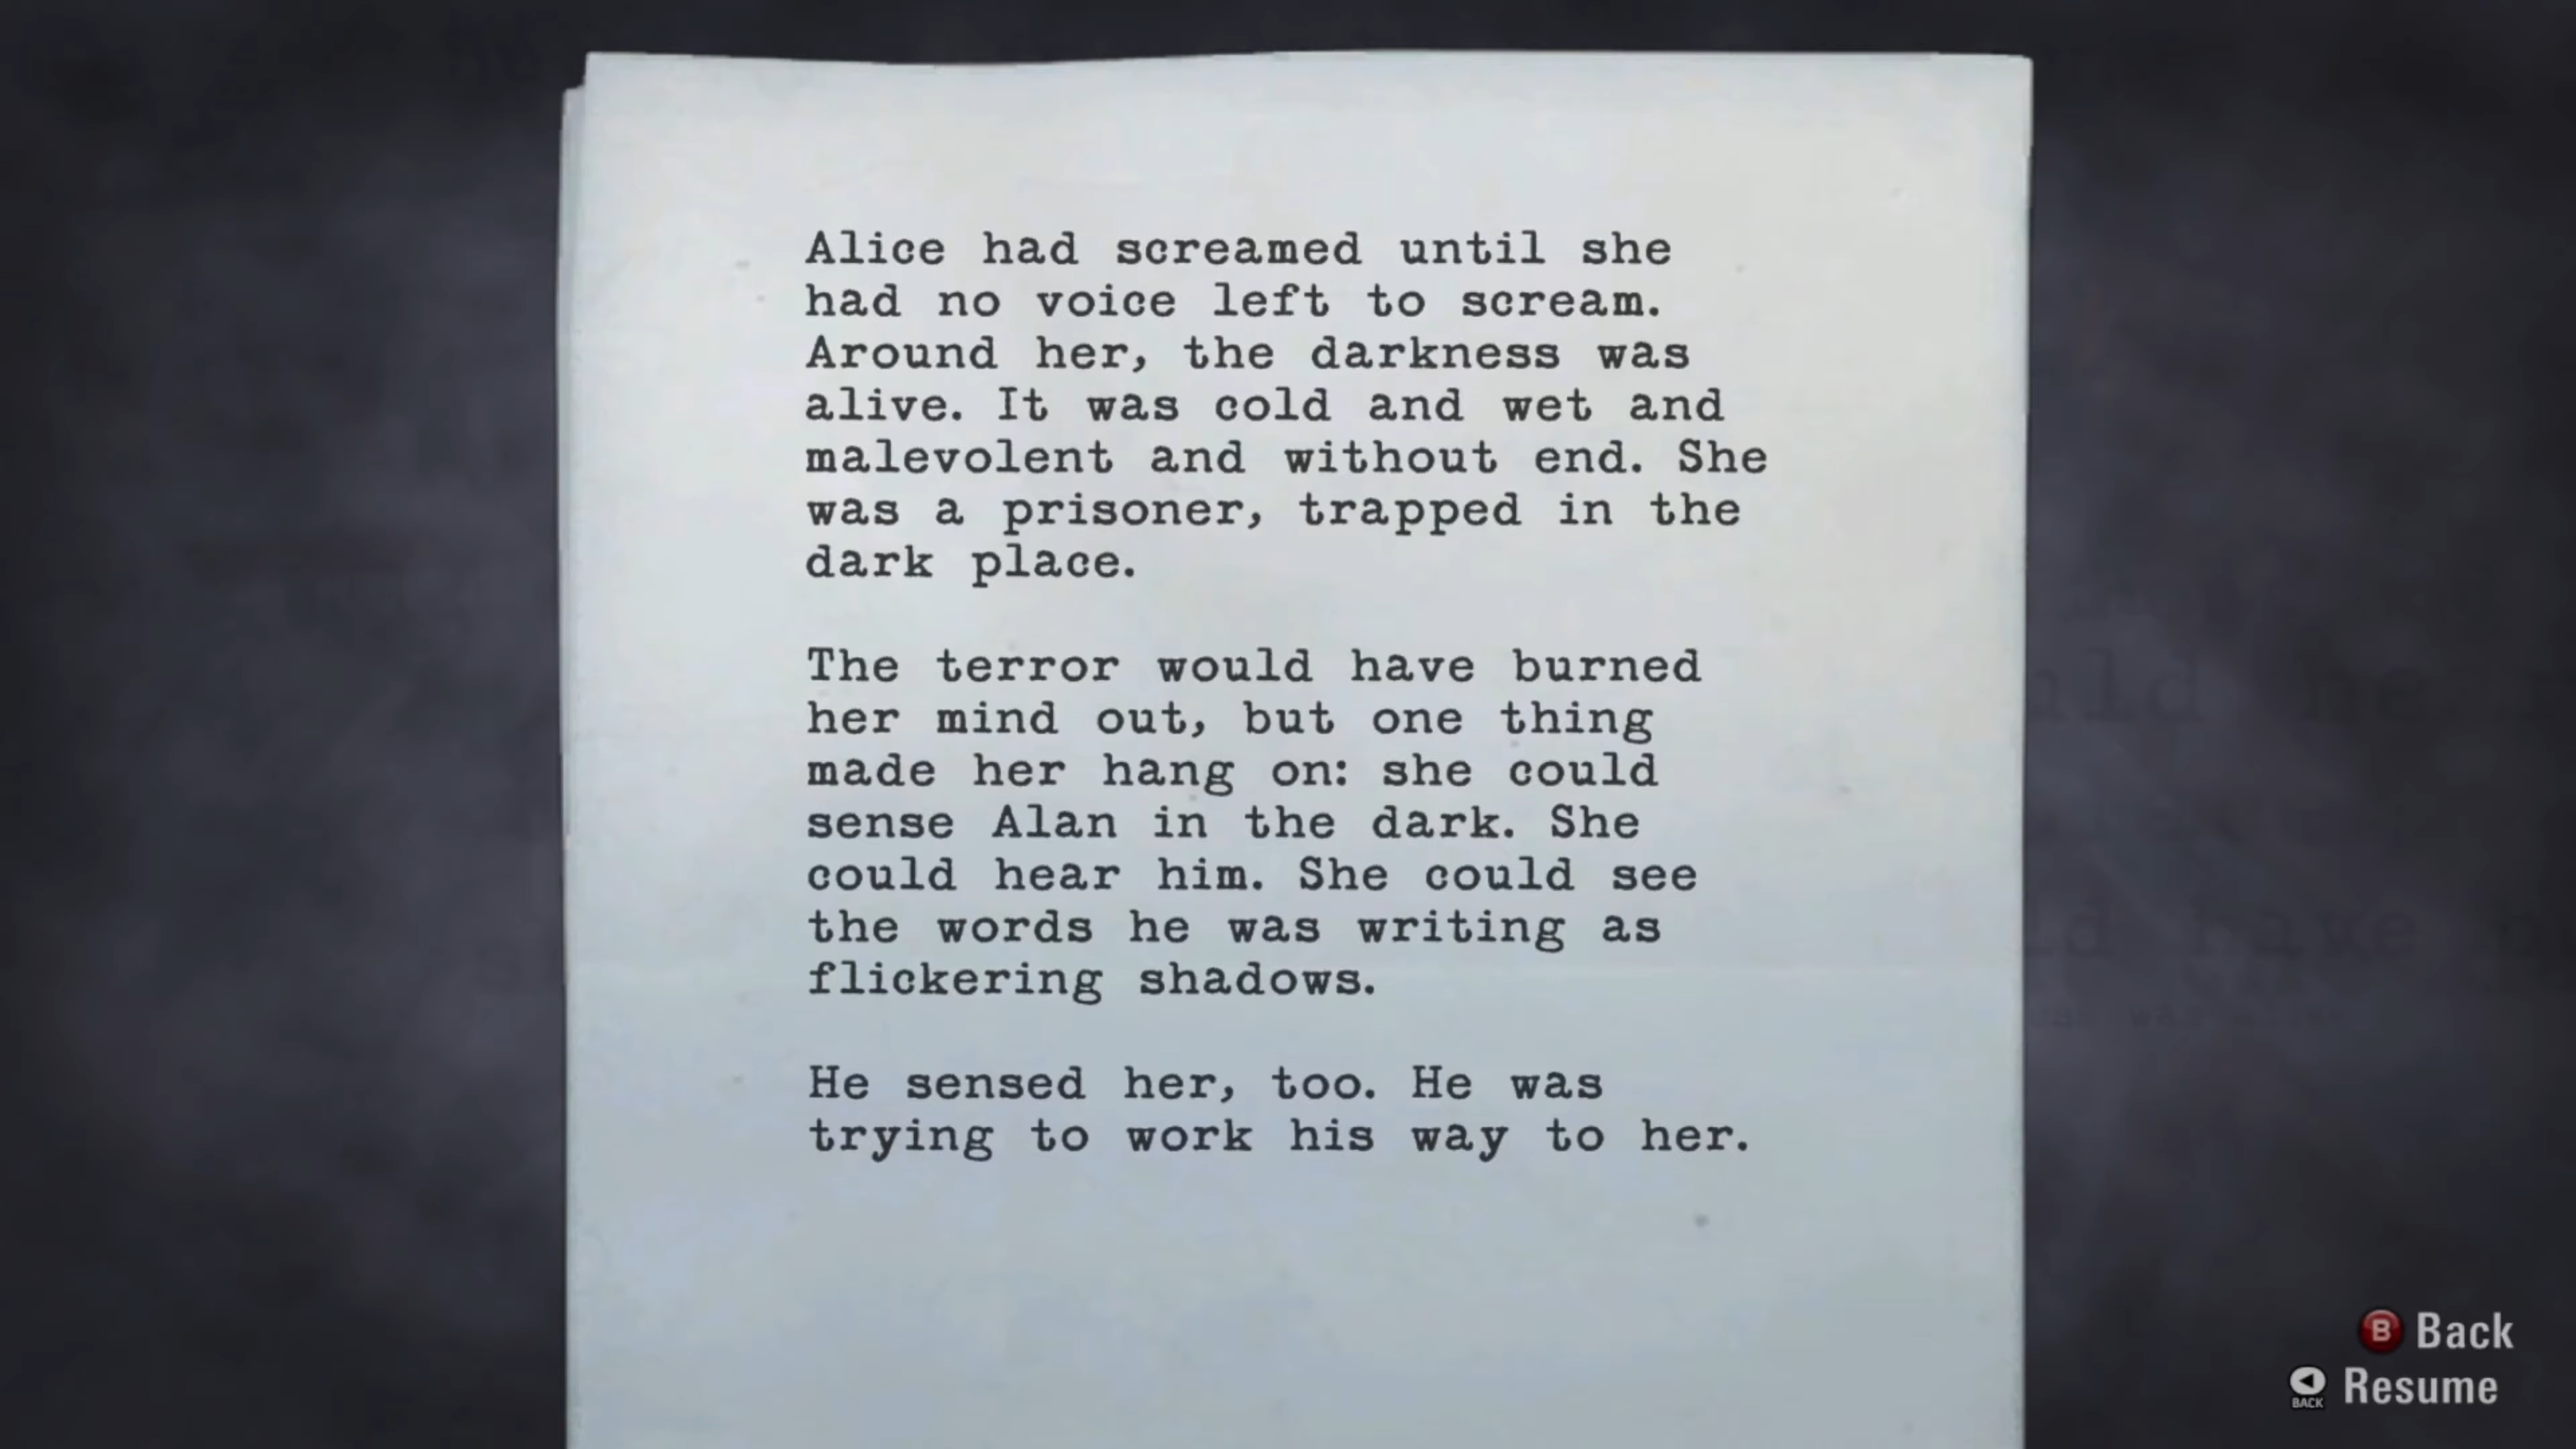 Alice had screamed until she
had no voice left to scream.
Around her, the darkness was
alive. It was cold and wet and
malevolent and without end. She
was a prisoner, trapped in the
dark place.
The terror would have burned
her mind out, but one thing
made her hang on: she could
sense Alan in the dark. She
could hear him. She could see
the words he was writing as
flickering shadows.
He sensed her, too. He was
trying to work his way to her.
B Back
BACK Resume